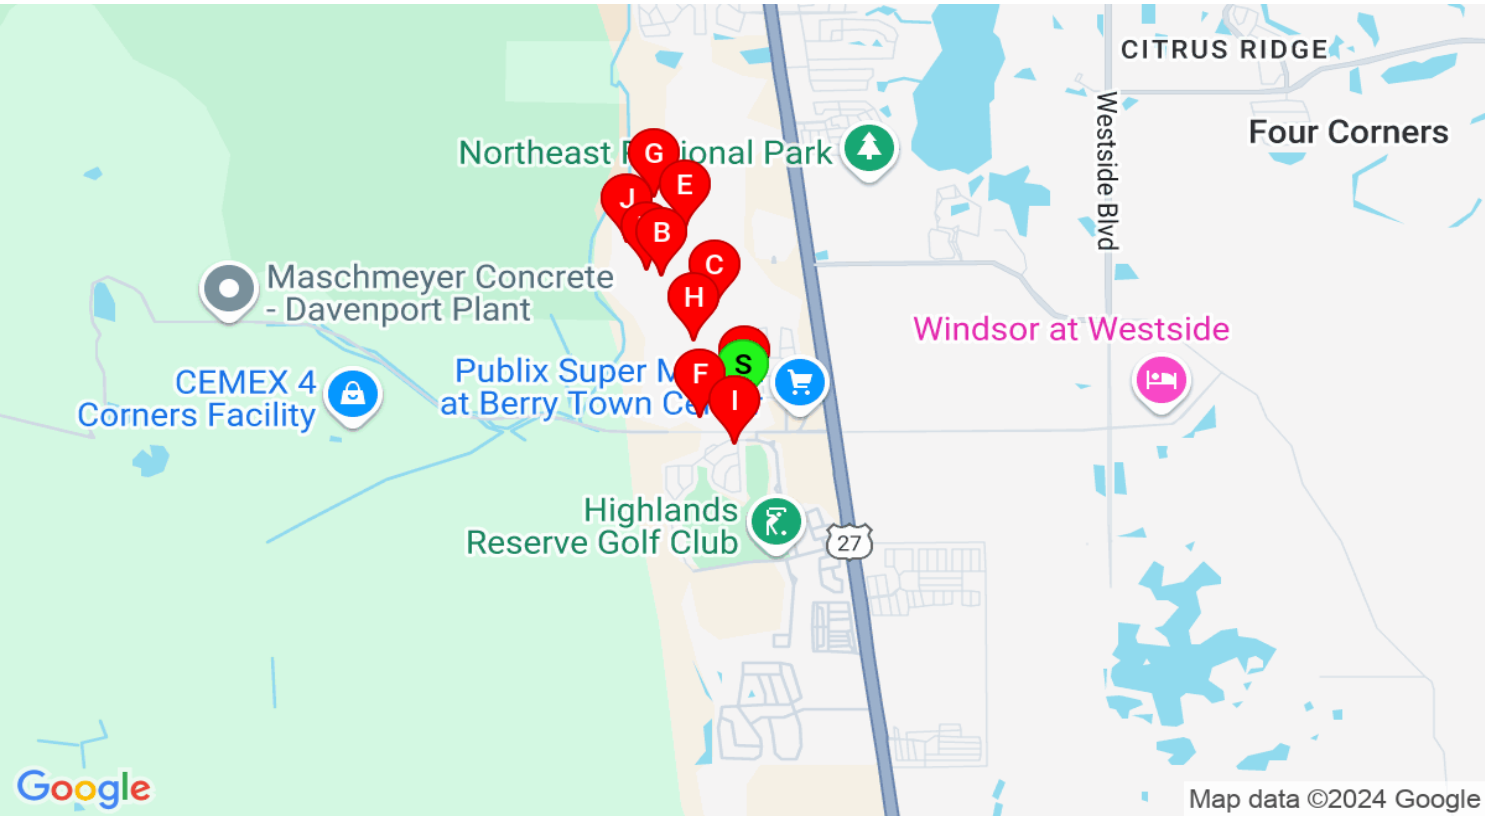 CITRUS RIDGE
Westside Blvd
Four Corners
Northeast
ional Park
G
E
J
B
C
H
Maschmeyer Concrete
- Davenport Plant
Windsor at Westside
Publix Super M
at Berry Town Ce
S
F
I
CEMEX 4
Corners Facility
Highlands
Reserve Golf Club
27
Google
Map data ©2024 Google